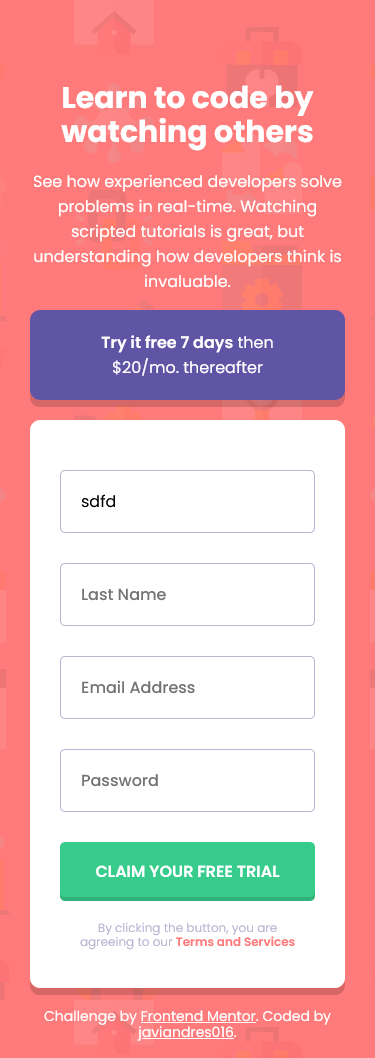 Learn to code by
watching others
See how experienced developers solve
problems in real-time. Watching
scripted tutorials is great, but
understanding how developers think is
invaluable.
Try it free 7 days then
$20/mo. thereafter
sdfd
Last Name
Email Address
Password
CLAIM YOUR FREE TRIAL
By clicking the button, you are
agreeing to our Terms and Services
Challenge by Frontend Mentor. Coded by
javiandres016.